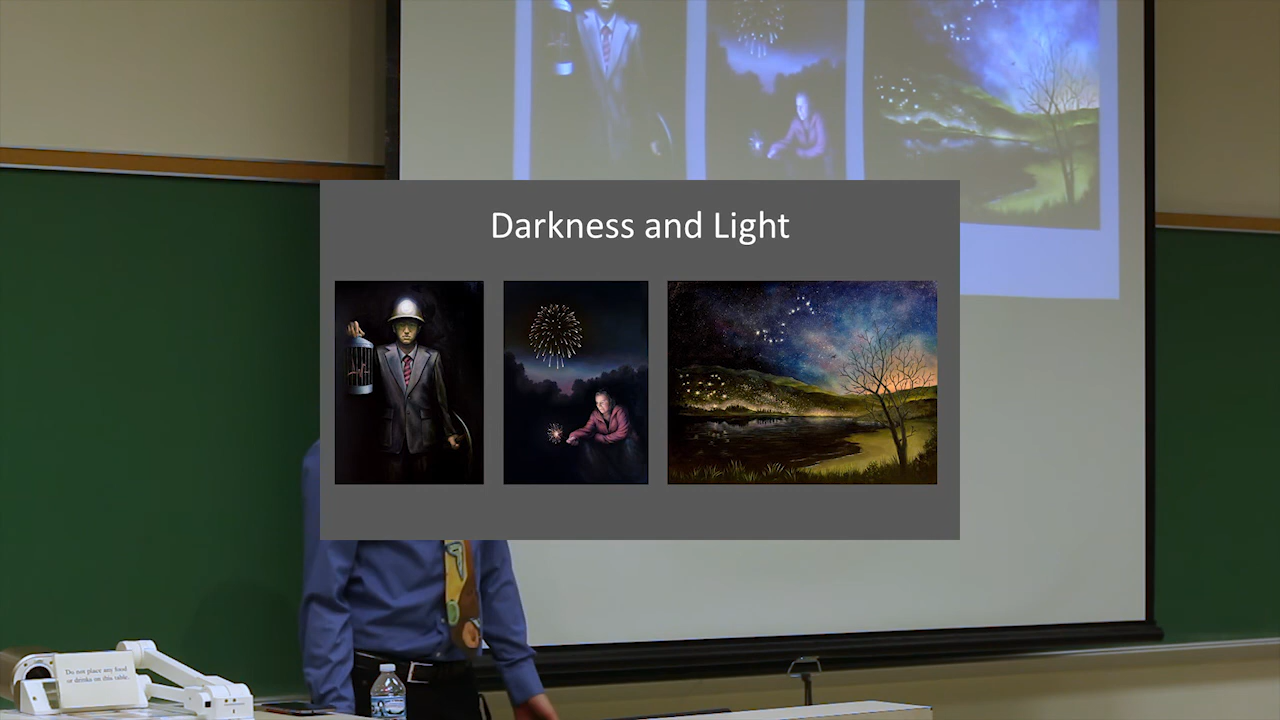 Darkness and Light
Do not place any food
or drinks on this table.